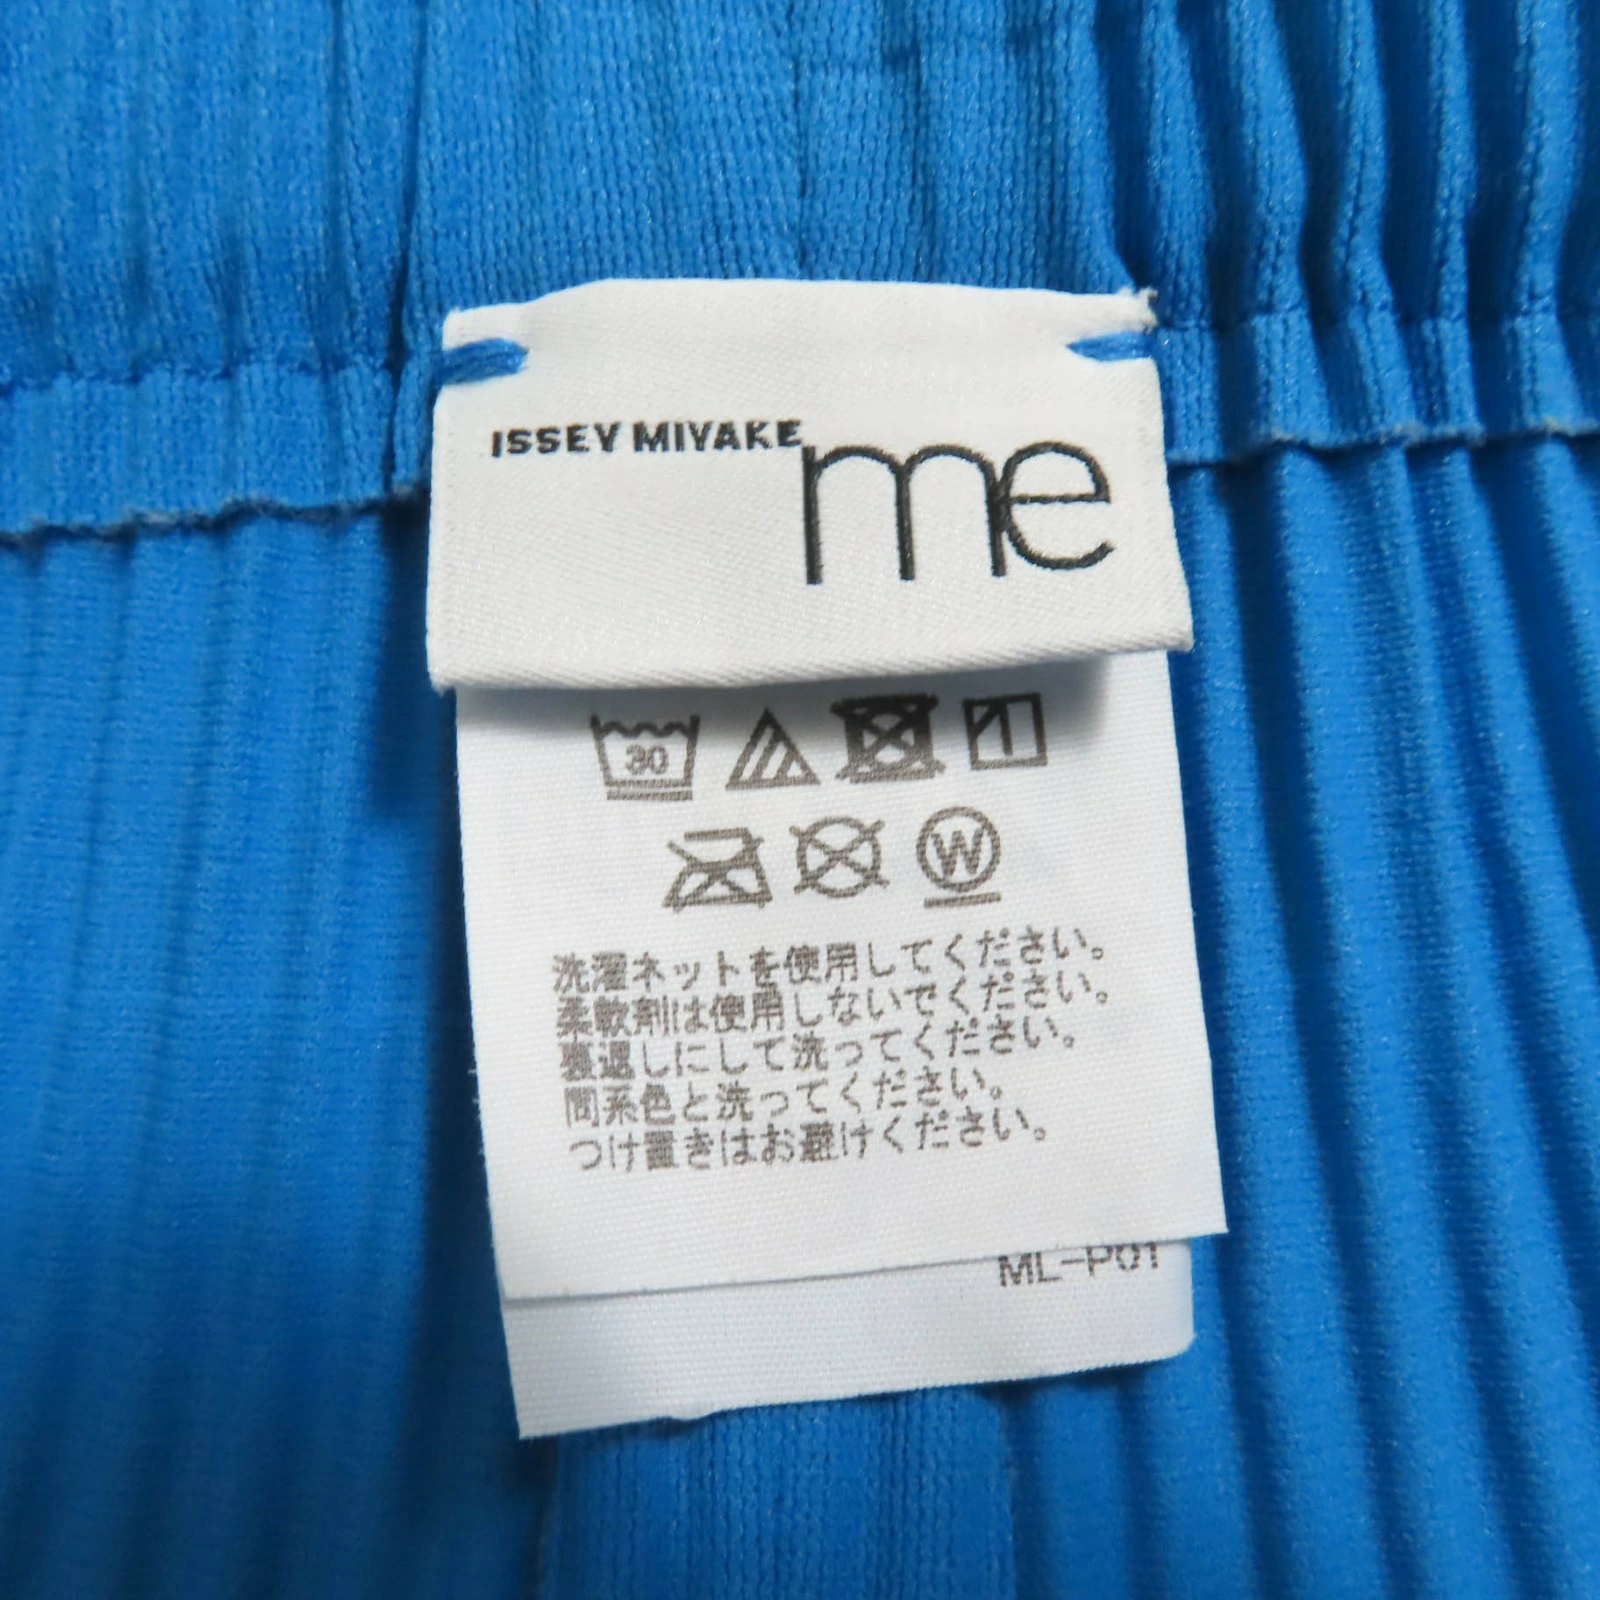 ISSEY MIYAKE
me
30
W
洗濯ネットを使用してください。
柔軟剤は使用しないでください。
裏返しにして洗ってください。
同系色と洗ってください。
つけ置きはお避けください。
ML-P01